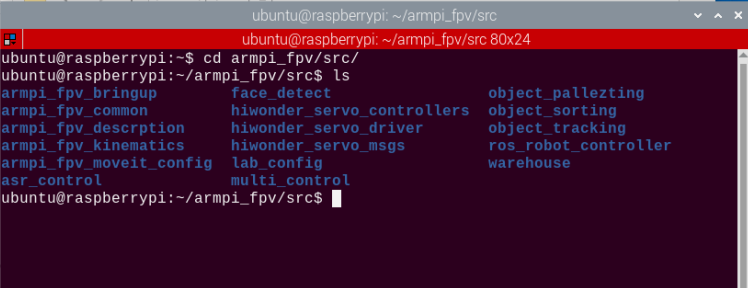 ubuntu@raspberrypi: ~/armpi_fpv/src
ubuntu@raspberrypi: ~/armpi_fpv/src 80x24
ubuntu@raspberrypi:~$ cd armpi_fpv/src/
ubuntu@raspberrypi:~/armpi_fpv/src$ ls
armpi_fpv_bringup face_detect object_pallezting
armpi_fpv_common hiwonder_servo_controllers object_sorting
armpi_fpv_descrption hiwonder_servo_driver object_tracking
armpi_fpv_kinematics hiwonder_servo_msgs ros_robot_controller
armpi_fpv_moveit_config lab_config warehouse
asr_control multi_control
ubuntu@raspberrypi:~/armpi_fpv/src$